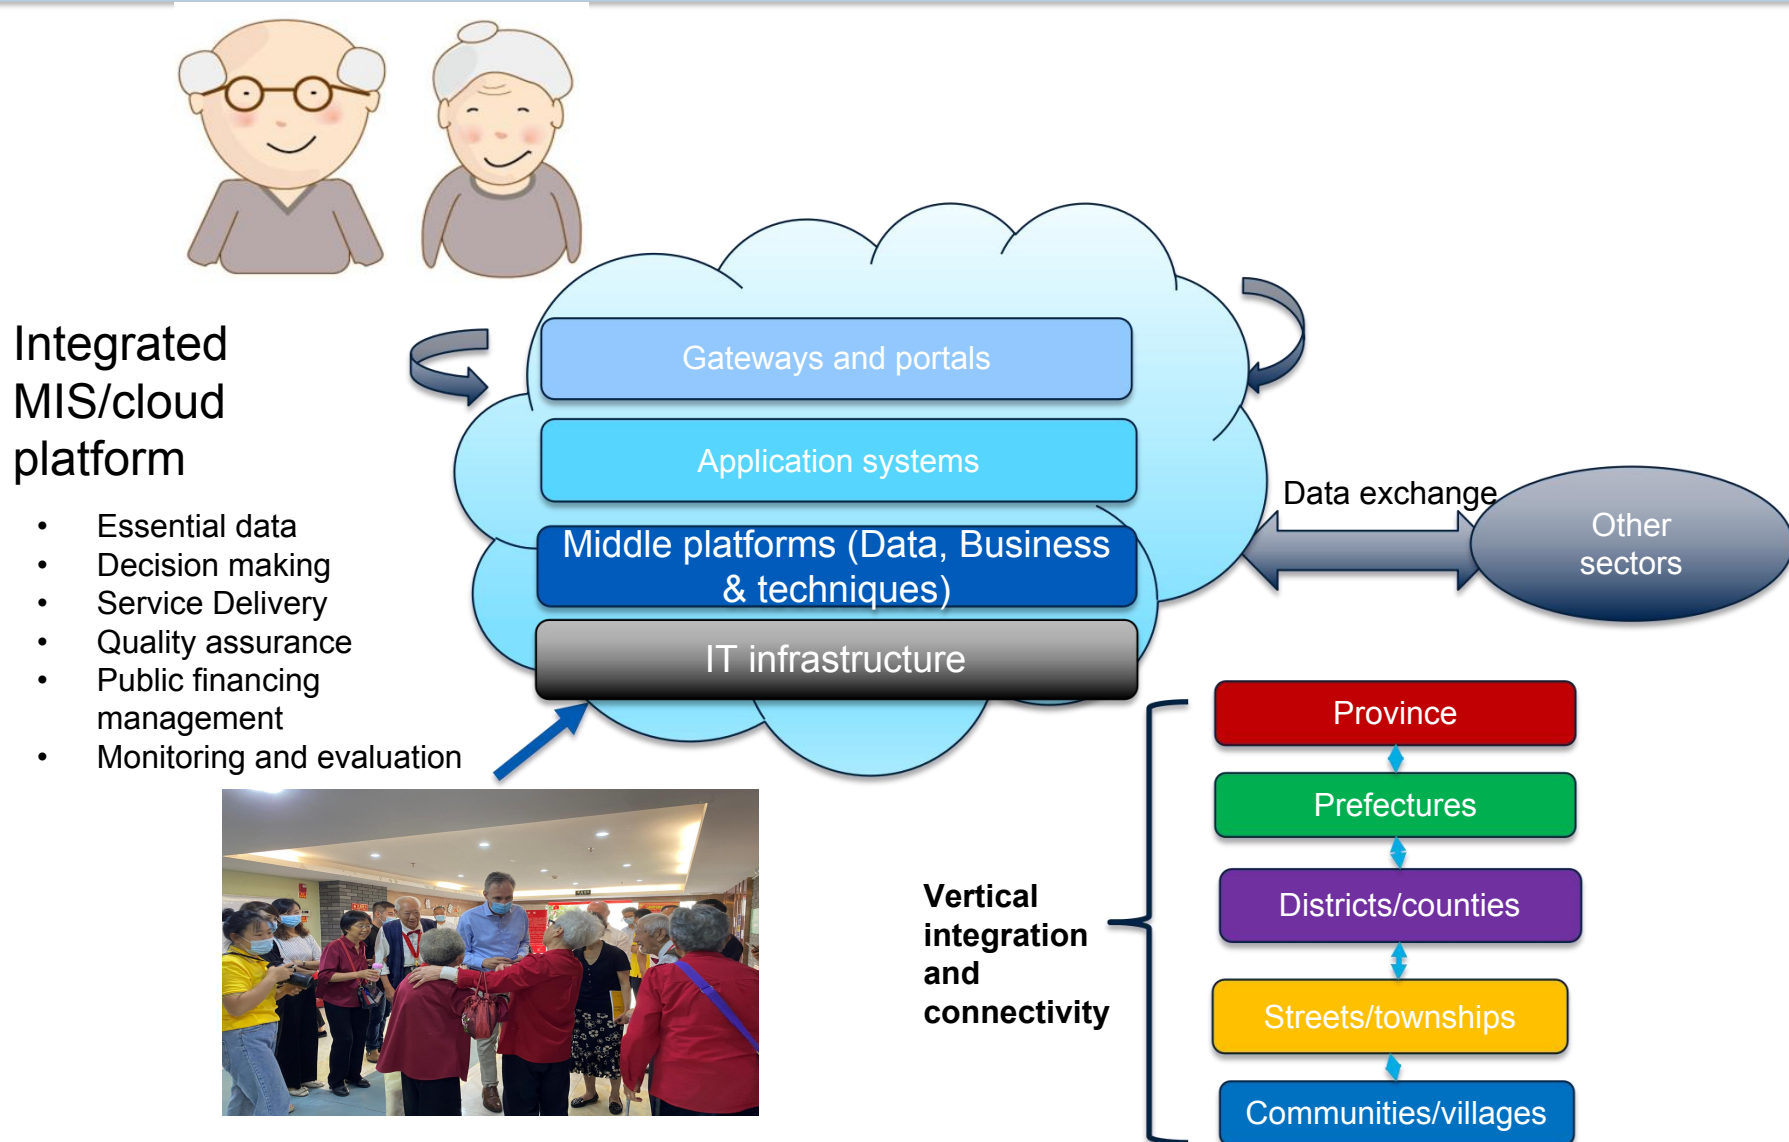 Integrated
MIS/cloud
platform
• Essential data
• Decision making
• Service Delivery
• Quality assurance
• Public financing
management
• Monitoring and evaluation
Gateways and portals
Application systems
Middle platforms (Data, Business
& techniques)
IT infrastructure
Data exchange
Other
sectors
Vertical
integration
and
connectivity
Province
Prefectures
Districts/counties
Streets/townships
Communities/villages